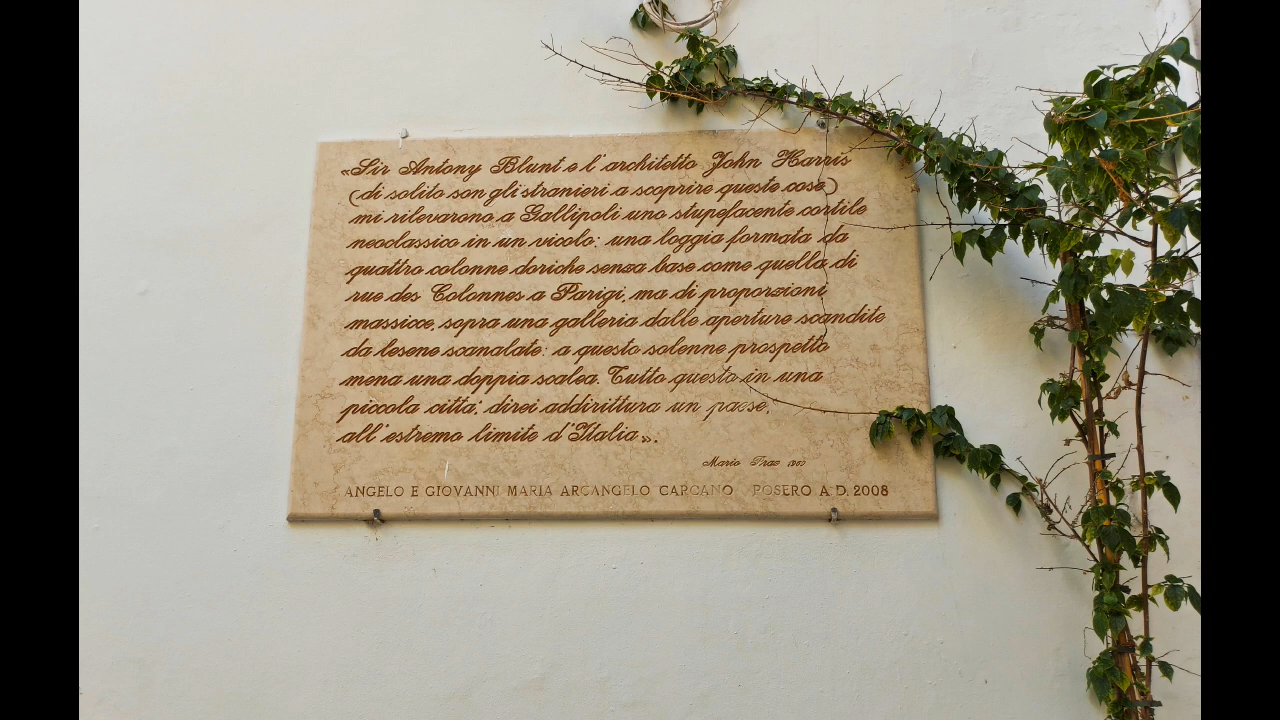 «Sir Antony Blunt e l'architetto John Harris
(di solito son gli stranieri a scoprire queste cose)
mi rilevarono a Gallipoli uno stupefacente cortile
neoclassico in un vicolo: una loggia formata da
quattro colonne doriche senza base come quella di
rue des Colonnes a Parigi, ma di proporzioni
massicce, sopra una galleria dalle aperture scandite
da lesene scanalate: a questo solenne prospetto
mena una doppia scalea. Tutto questo in una
piccola città: direi addirittura un paese,
all'estremo limite d'Italia».
Mario Praz
ANGELO E GIOVANNI MARIA ARCANGELO CARCANO POSERO A.D. 2008